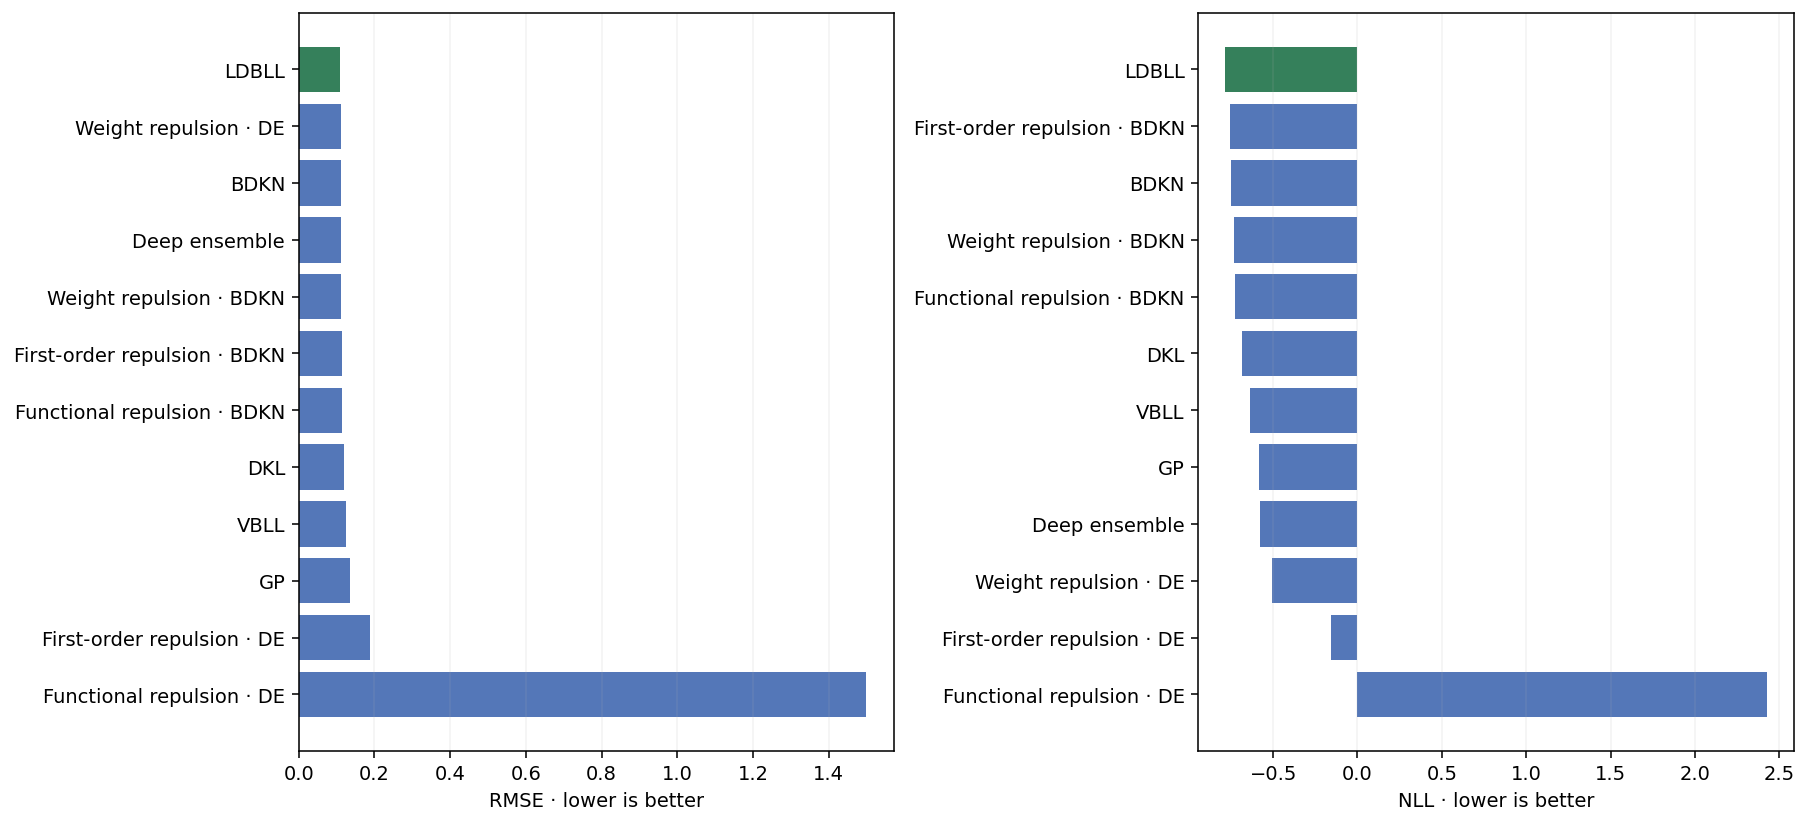 LDBLL
Weight repulsion · DE
BDKN
Deep ensemble
Weight repulsion · BDKN
First-order repulsion · BDKN
Functional repulsion · BDKN
DKL
VBLL
GP
First-order repulsion · DE
Functional repulsion · DE
0.0 0.2 0.4 0.6 0.8 1.0 1.2 1.4
RMSE · lower is better
LDBLL
First-order repulsion · BDKN
BDKN
Weight repulsion · BDKN
Functional repulsion · BDKN
DKL
VBLL
GP
Deep ensemble
Weight repulsion · DE
First-order repulsion · DE
Functional repulsion · DE
−0.5 0.0 0.5 1.0 1.5 2.0 2.5
NLL · lower is better